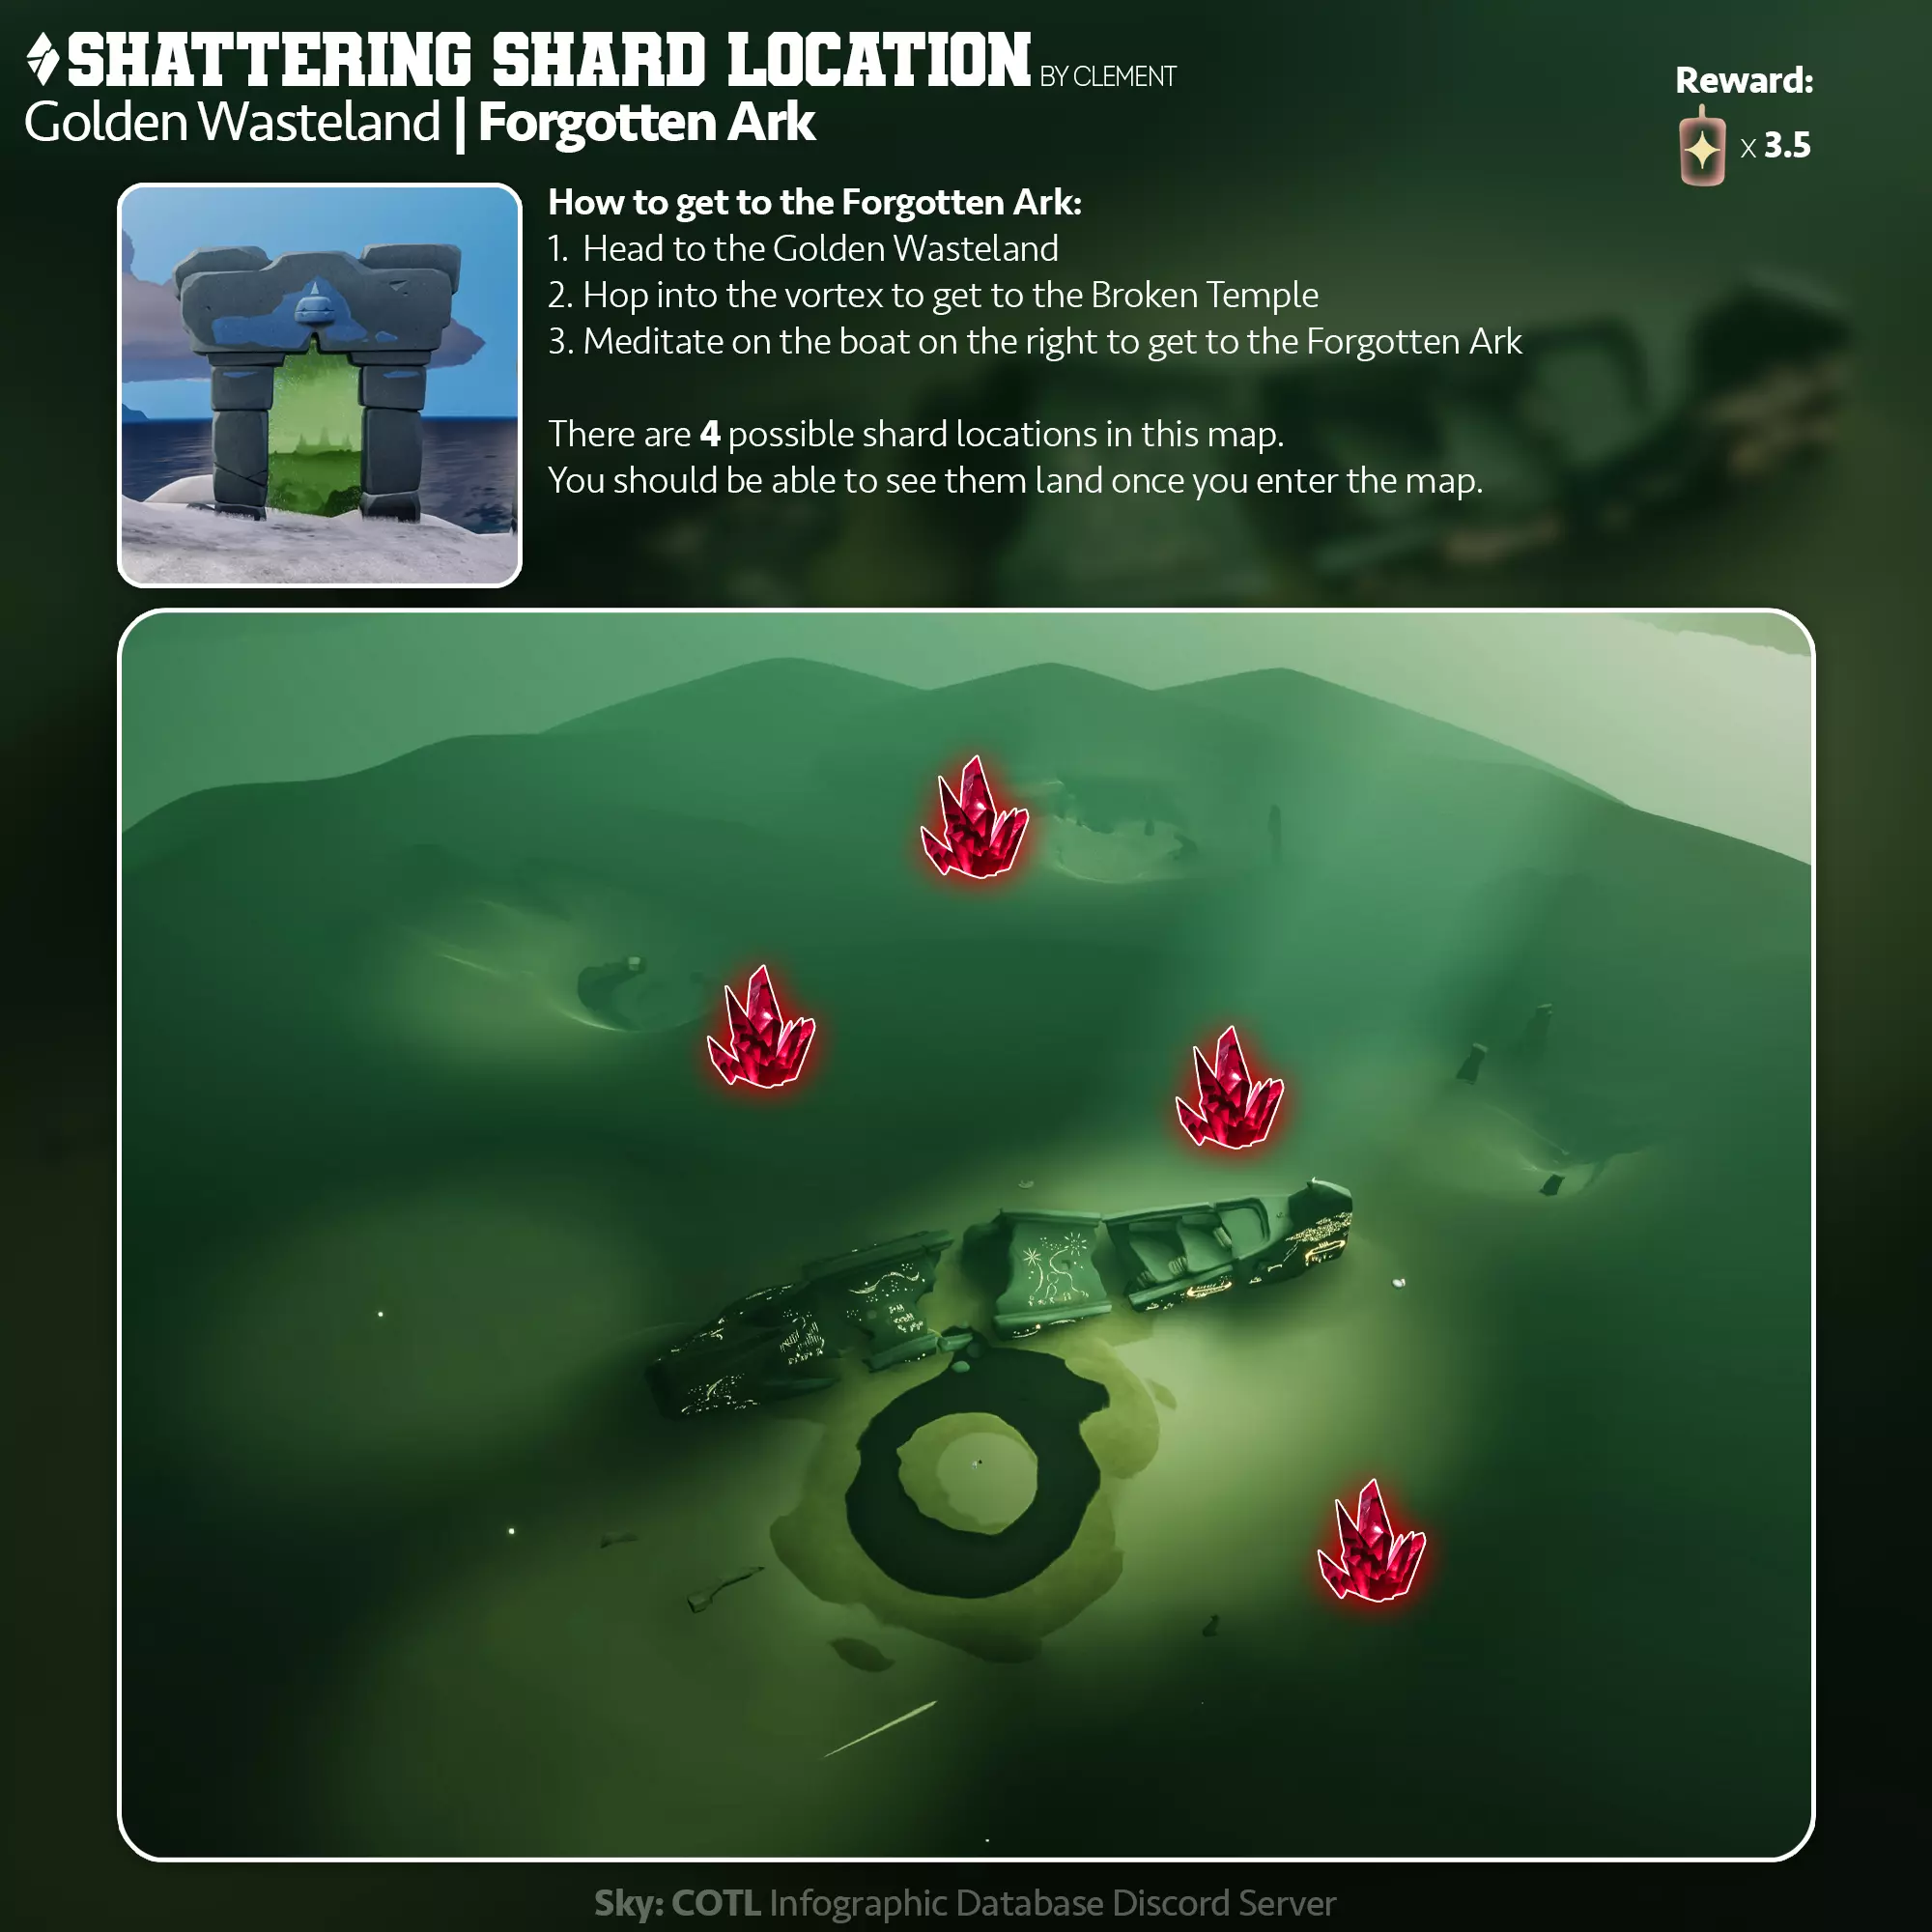 SHATTERING SHARD LOCATION BY CLEMENT
Golden Wasteland | Forgotten Ark
Reward:
x 3.5
How to get to the Forgotten Ark:
1. Head to the Golden Wasteland
2. Hop into the vortex to get to the Broken Temple
3. Meditate on the boat on the right to get to the Forgotten Ark
There are 4 possible shard locations in this map.
You should be able to see them land once you enter the map.
Sky: COTL Infographic Database Discord Server